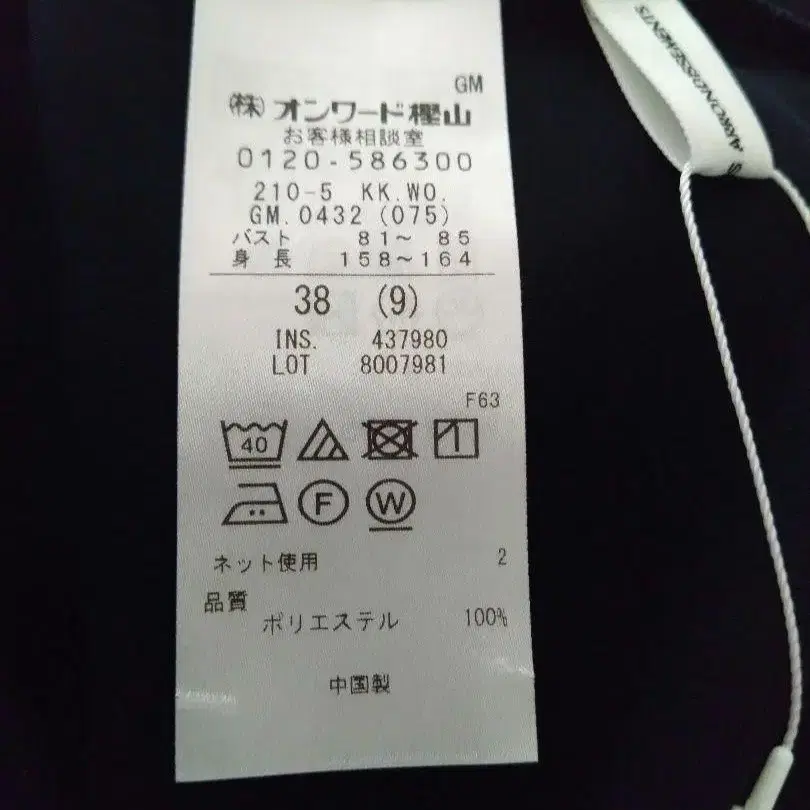 GM
(株) オンワード樫山
お客様相談室
0120-586300
210-5 KK.WO.
GM.0432 (075)
バスト 81～ 85
身 長 158～164
38 (9)
INS. 437980
LOT 8007981
F63
40
F
W
ネット使用 2
品質
ポリエステル 100%
中国製
ARRONDISSEMENTS